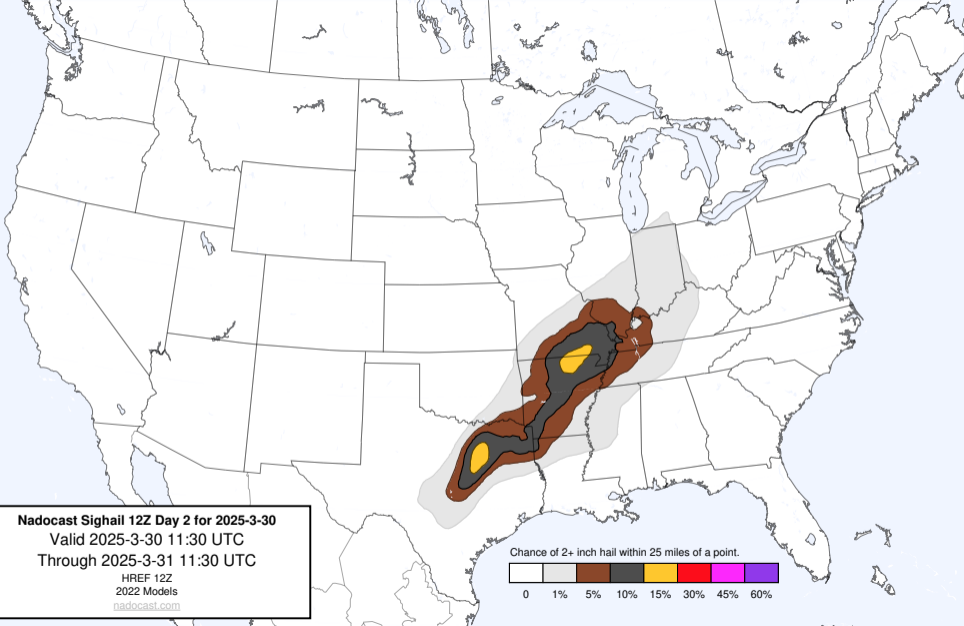 Nadocast Sighail 12Z Day 2 for 2025-3-30
Valid 2025-3-30 11:30 UTC
Through 2025-3-31 11:30 UTC
HREF 12Z
2022 Models
nadocast.com
Chance of 2+ inch hail within 25 miles of a point.
0 1% 5% 10% 15% 30% 45% 60%